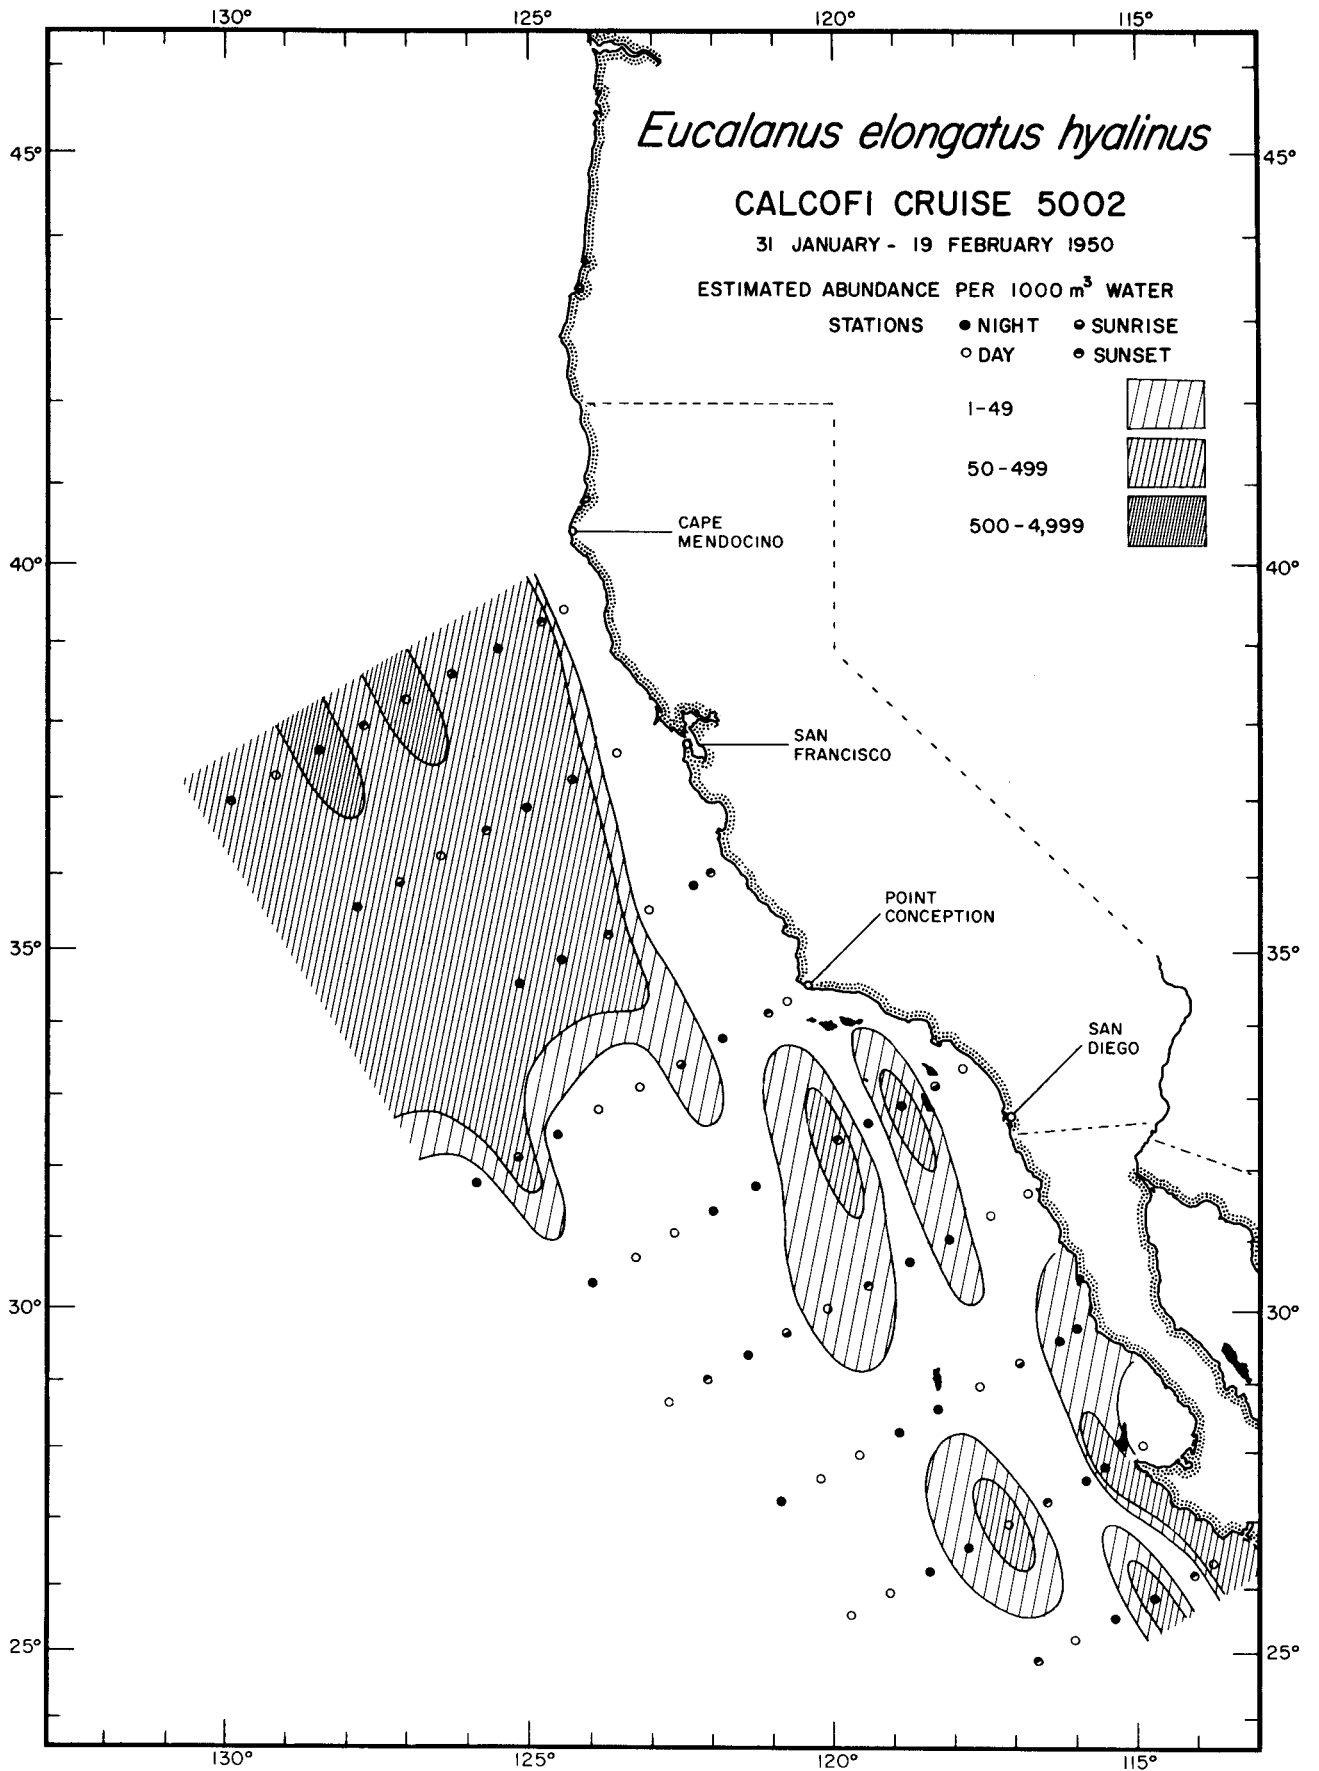 130° 125° 120° 115°
Eucalanus elongatus hyalinus
45° 45°
CALCOFI CRUISE 5002
31 JANUARY - 19 FEBRUARY 1950
ESTIMATED ABUNDANCE PER 1000 m³ WATER
STATIONS NIGHT SUNRISE
DAY SUNSET
1-49
50-499
500-4,999
CAPE
MENDOCINO
40° 40°
SAN
FRANCISCO
POINT
CONCEPTION
35° 35°
SAN
DIEGO
30° 30°
25° 25°
130° 125° 120° 115°